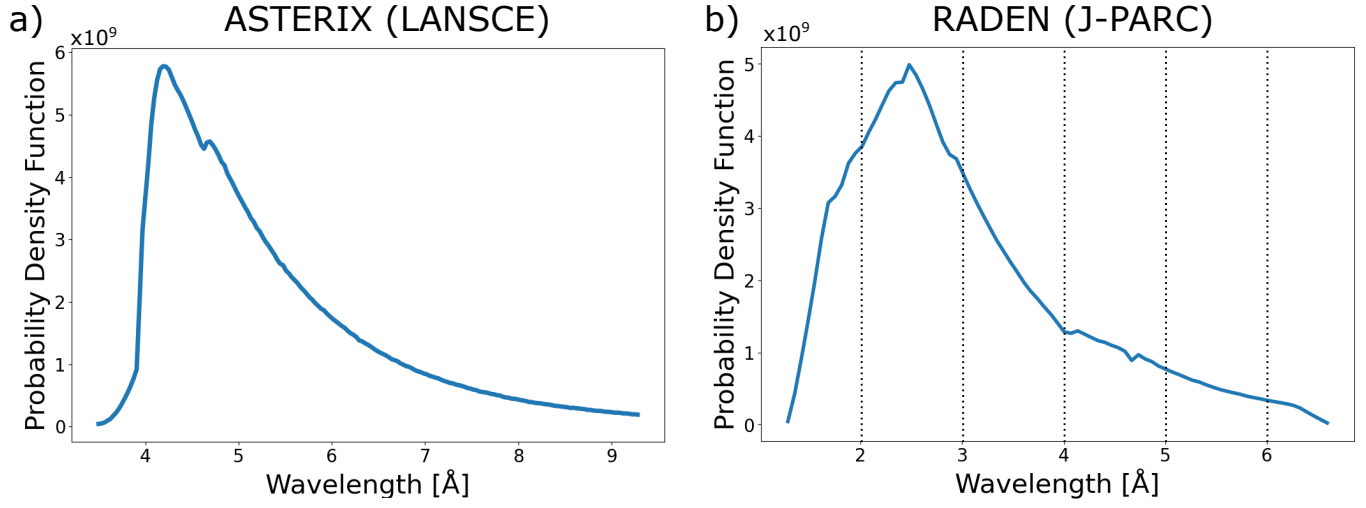 a) ASTERIX (LANSCE)
x10⁹
Probability Density Function
6
5
4
3
2
1
0
4 5 6 7 8 9
Wavelength [Å]
b) RADEN (J-PARC)
x10⁹
Probability Density Function
5
4
3
2
1
0
2 3 4 5 6
Wavelength [Å]